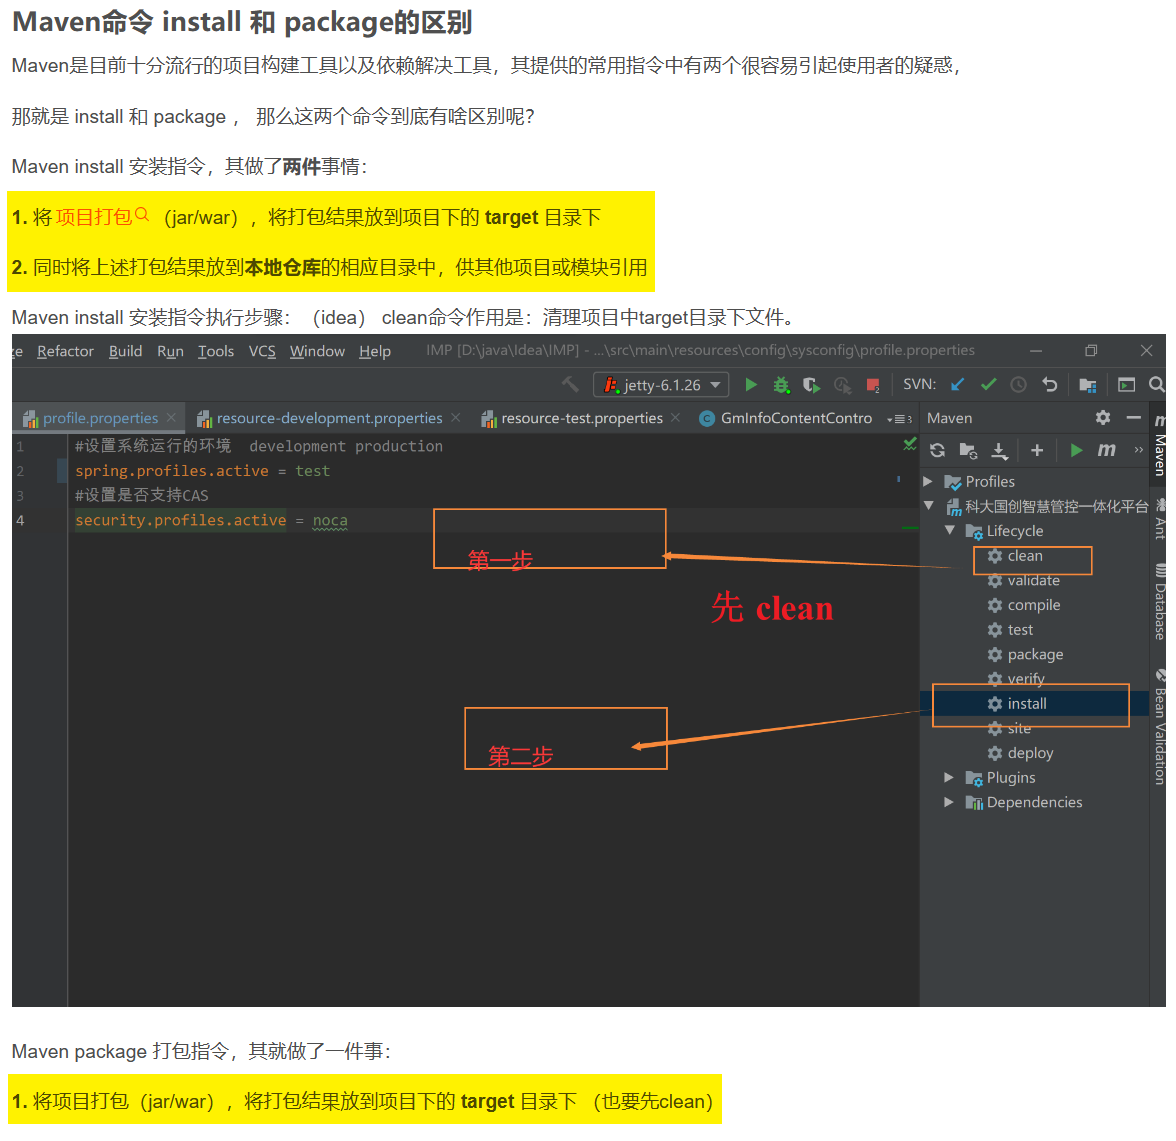 Maven命令 install 和 package的区别
Maven是目前十分流行的项目构建工具以及依赖解决工具，其提供的常用指令中有两个很容易引起使用者的疑惑，
那就是 install 和 package ， 那么这两个命令到底有啥区别呢？
Maven install 安装指令，其做了两件事情：
1. 将 项目打包 （jar/war），将打包结果放到项目下的 target 目录下
2. 同时将上述打包结果放到本地仓库的相应目录中，供其他项目或模块引用
Maven install 安装指令执行步骤：（idea） clean命令作用是：清理项目中target目录下文件。
ze Refactor Build Run Tools VCS Window Help IMP [D:\java\Idea\IMP] - ...\src\main\resources\config\sysconfig\profile.properties
jetty-6.1.26 SVN:
profile.properties resource-development.properties resource-test.properties GmInfoContentContro Maven
1 #设置系统运行的环境 development production
2 spring.profiles.active = test
3 #设置是否支持CAS
4 security.profiles.active = noca
第一步
先 clean
第二步
Profiles
科大国创智慧管控一体化平台
Lifecycle
clean
validate
compile
test
package
verify
install
site
deploy
Plugins
Dependencies
Maven
Ant
Database
Bean Validation
Maven package 打包指令，其就做了一件事：
1. 将项目打包（jar/war），将打包结果放到项目下的 target 目录下 （也要先clean）